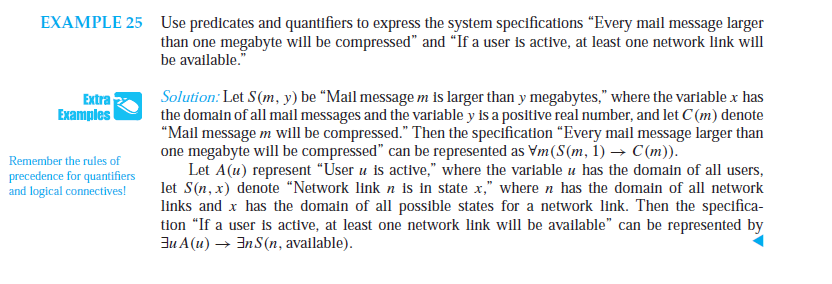 EXAMPLE 25 Use predicates and quantifiers to express the system specifications “Every mail message larger
than one megabyte will be compressed” and “If a user is active, at least one network link will
be available.”
Extra
Examples
Solution: Let S(m, y) be “Mail message m is larger than y megabytes,” where the variable x has
the domain of all mail messages and the variable y is a positive real number, and let C(m) denote
“Mail message m will be compressed.” Then the specification “Every mail message larger than
one megabyte will be compressed” can be represented as ∀m(S(m, 1) → C(m)).
Remember the rules of
precedence for quantifiers
and logical connectives!
Let A(u) represent “User u is active,” where the variable u has the domain of all users,
let S(n, x) denote “Network link n is in state x,” where n has the domain of all network
links and x has the domain of all possible states for a network link. Then the specifica-
tion “If a user is active, at least one network link will be available” can be represented by
∃uA(u) → ∃nS(n, available).